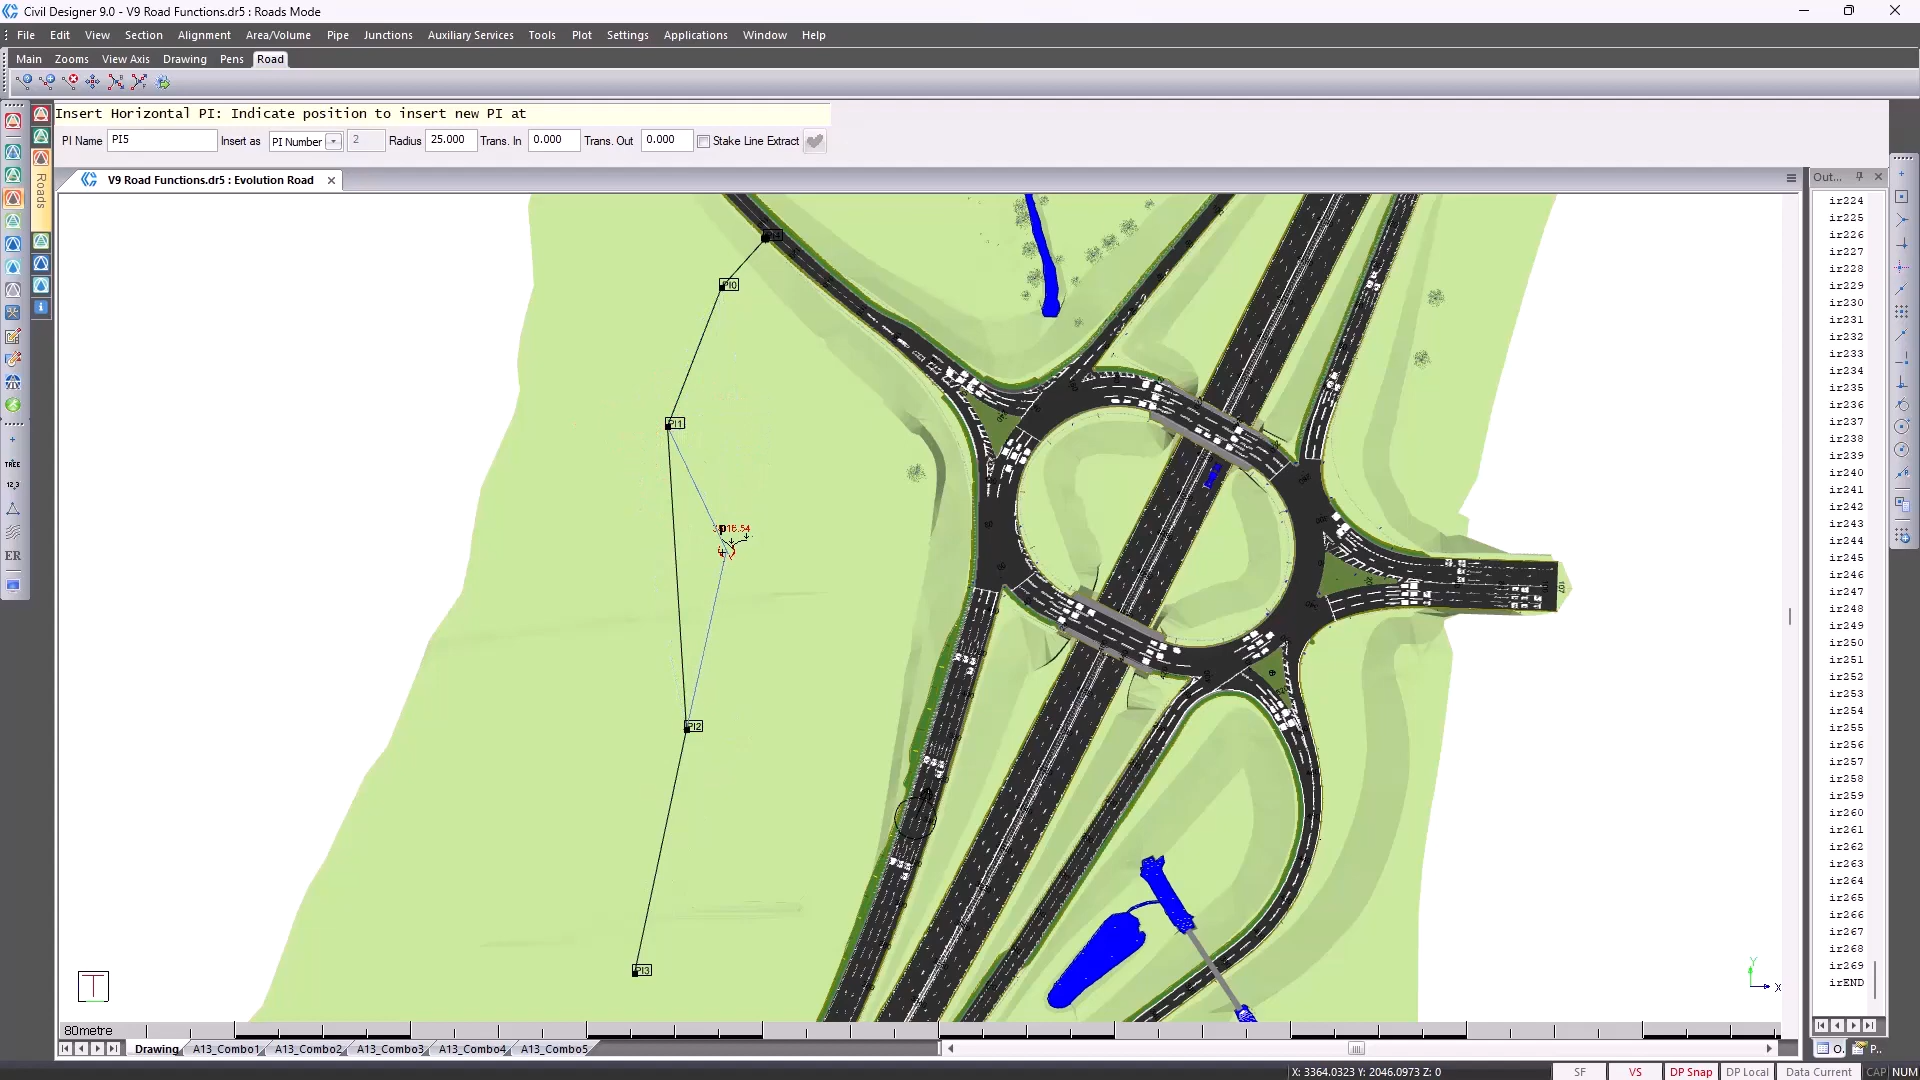 Civil Designer 9.0 - V9 Road Functions.dr5 : Roads Mode
File Edit View Section Alignment Area/Volume Pipe Junctions Auxiliary Services Tools Plot Settings Applications Window Help
Main Zooms View Axis Drawing Pens Road
Insert Horizontal PI: Indicate position to insert new PI at
PI Name PI5 Insert as PI Number 2 Radius 25.000 Trans. In 0.000 Trans. Out 0.000 Stake Line Extract
Roads
V9 Road Functions.dr5 : Evolution Road
Out...
PI0
PI1
PI2
PI3
TREE
12.3
ER
ir224
ir225
ir226
ir227
ir228
ir229
ir230
ir231
ir232
ir233
ir234
ir235
ir236
ir237
ir238
ir239
ir240
ir241
ir242
ir243
ir244
ir245
ir246
ir247
ir248
ir249
ir250
ir251
ir252
ir253
ir254
ir255
ir256
ir257
ir258
ir259
ir260
ir261
ir262
ir263
ir264
ir265
ir266
ir267
ir268
ir269
irEND
Y
X
T
80metre
Drawing A13_Combo1 A13_Combo2 A13_Combo3 A13_Combo4 A13_Combo5
O. P..
X: 3364.0323 Y: 2046.0973 Z: 0 SF VS DP Snap DP Local Data Current CAP NUM